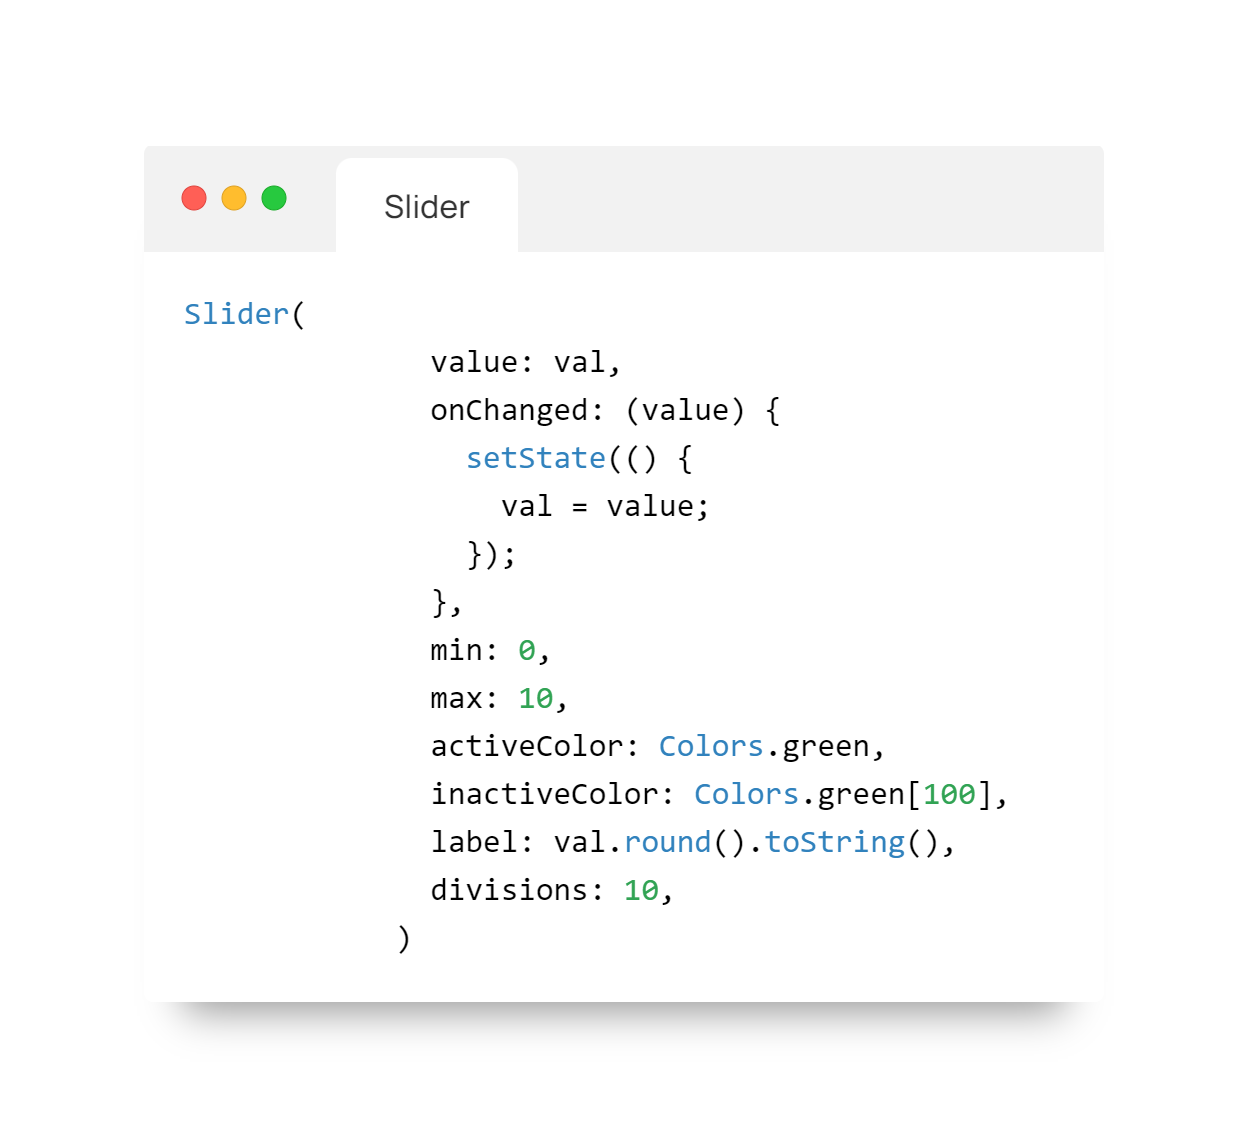 Slider
Slider(
value: val,
onChanged: (value) {
setState(() {
val = value;
});
},
min: 0,
max: 10,
activeColor: Colors.green,
inactiveColor: Colors.green[100],
label: val.round().toString(),
divisions: 10,
)